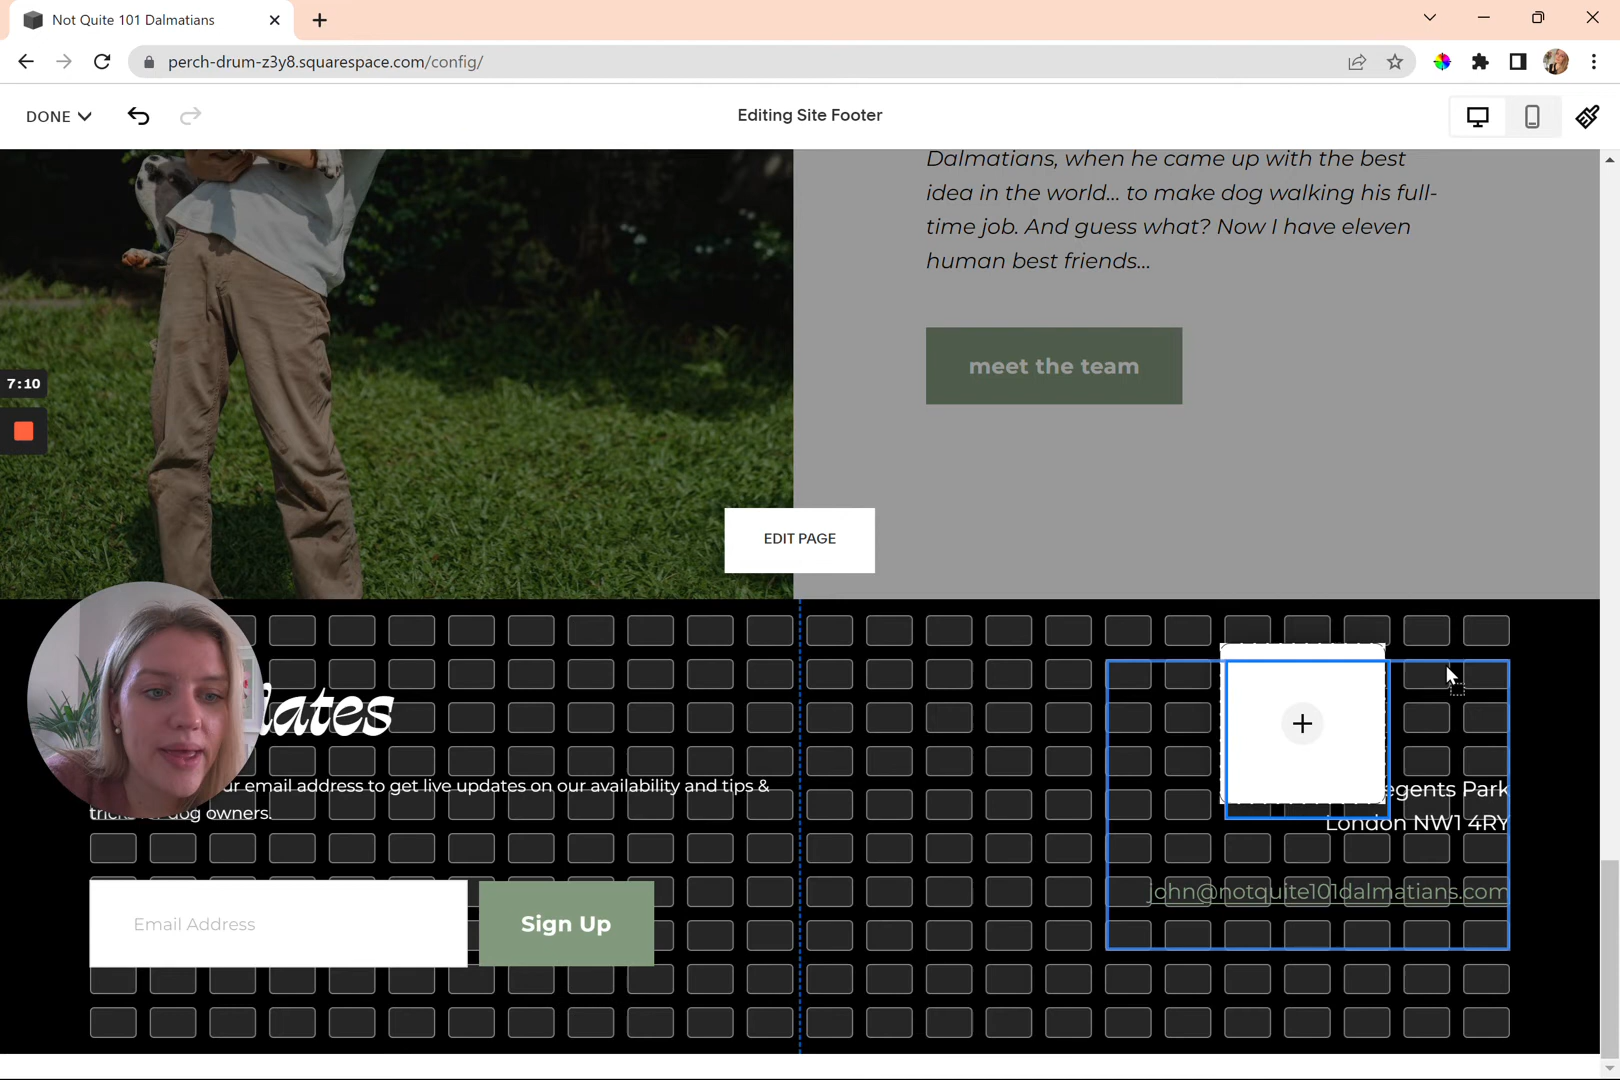 Not Quite 101 Dalmatians
perch-drum-z3y8.squarespace.com/config/
DONE
Editing Site Footer
Dalmatians, when he came up with the best
idea in the world... to make dog walking his full-
time job. And guess what? Now I have eleven
human best friends...
meet the team
7:10
EDIT PAGE
email address to get live updates on our availability and tips &
dog owners.
Email Address
Sign Up
Regents Park
London NW1 4RY
john@notquite101dalmatians.com